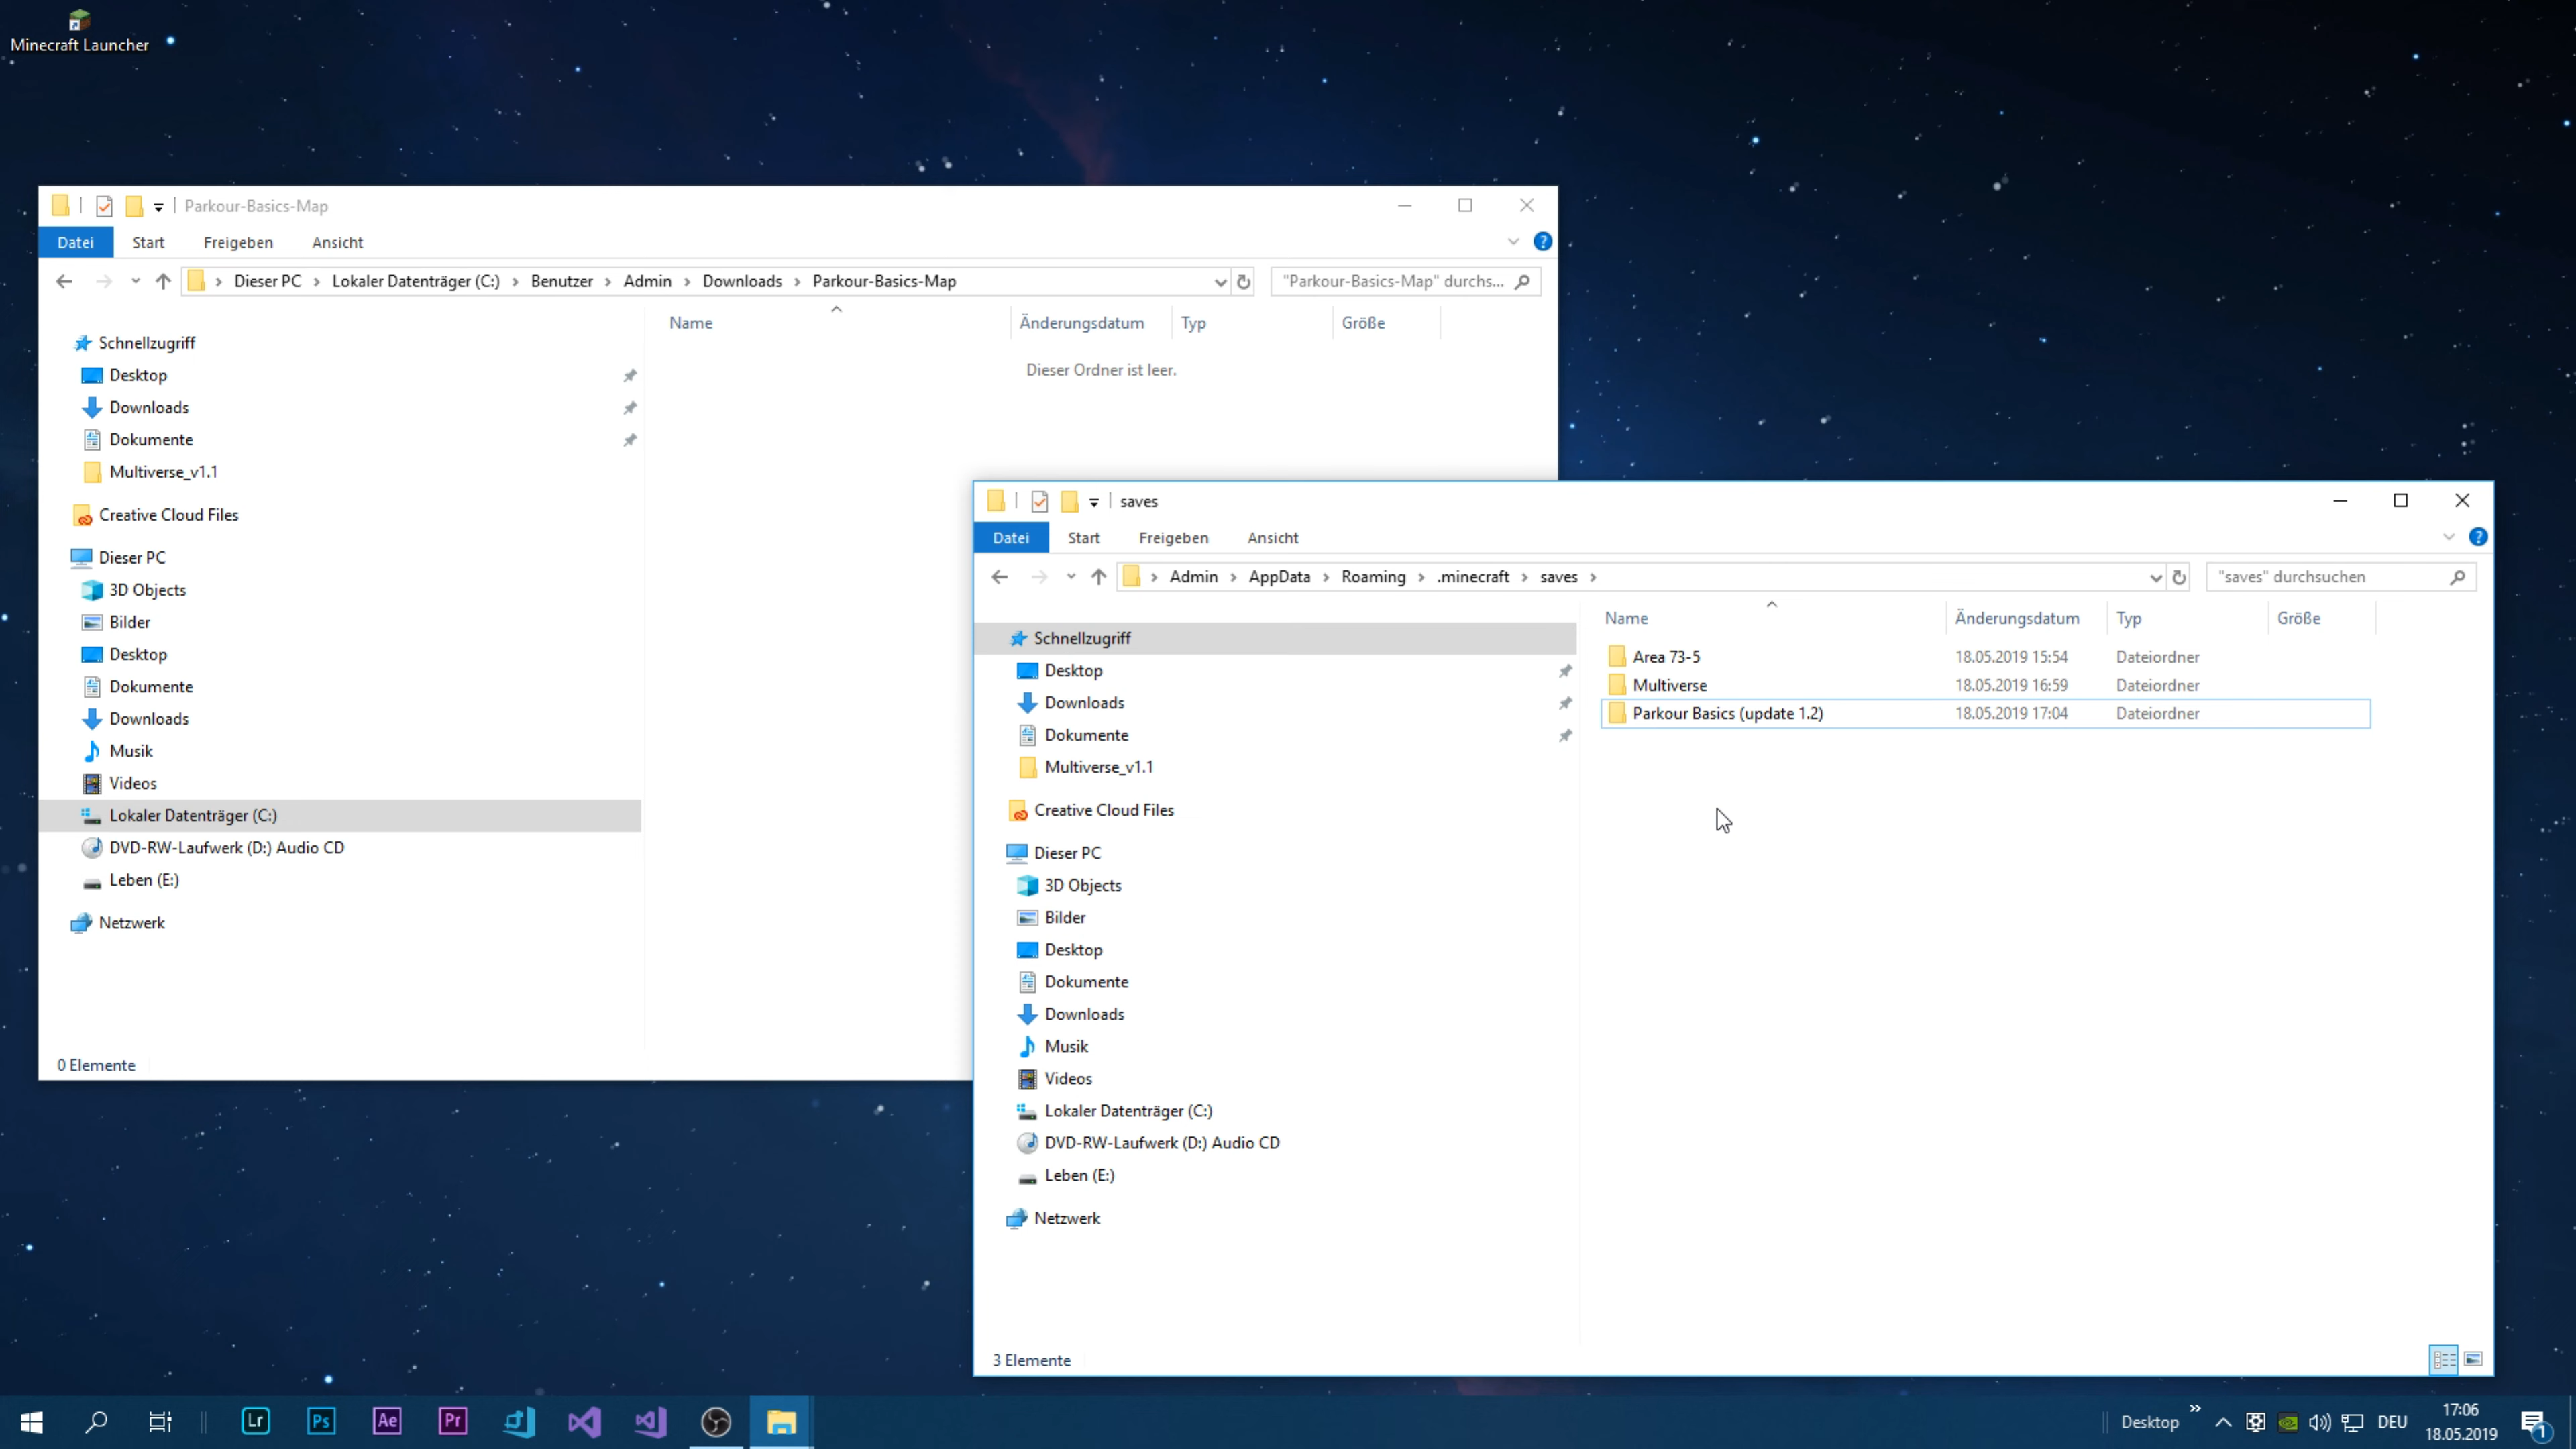 Minecraft Launcher
Parkour-Basics-Map
Datei Start Freigeben Ansicht
Dieser PC Lokaler Datenträger (C:) Benutzer Admin Downloads Parkour-Basics-Map "Parkour-Basics-Map" durchs...
Name Änderungsdatum Typ Größe
Dieser Ordner ist leer.
Schnellzugriff
Desktop
Downloads
Dokumente
Multiverse_v1.1
Creative Cloud Files
Dieser PC
3D Objects
Bilder
Desktop
Dokumente
Downloads
Musik
Videos
Lokaler Datenträger (C:)
DVD-RW-Laufwerk (D:) Audio CD
Leben (E:)
Netzwerk
0 Elemente
saves
Datei Start Freigeben Ansicht
Admin AppData Roaming .minecraft saves "saves" durchsuchen
Name Änderungsdatum Typ Größe
Area 73-5 18.05.2019 15:54 Dateiordner
Multiverse 18.05.2019 16:59 Dateiordner
Parkour Basics (update 1.2) 18.05.2019 17:04 Dateiordner
Schnellzugriff
Desktop
Downloads
Dokumente
Multiverse_v1.1
Creative Cloud Files
Dieser PC
3D Objects
Bilder
Desktop
Dokumente
Downloads
Musik
Videos
Lokaler Datenträger (C:)
DVD-RW-Laufwerk (D:) Audio CD
Leben (E:)
Netzwerk
3 Elemente
Lr Ps Ae Pr
Desktop » DEU
17:06
18.05.2019
1